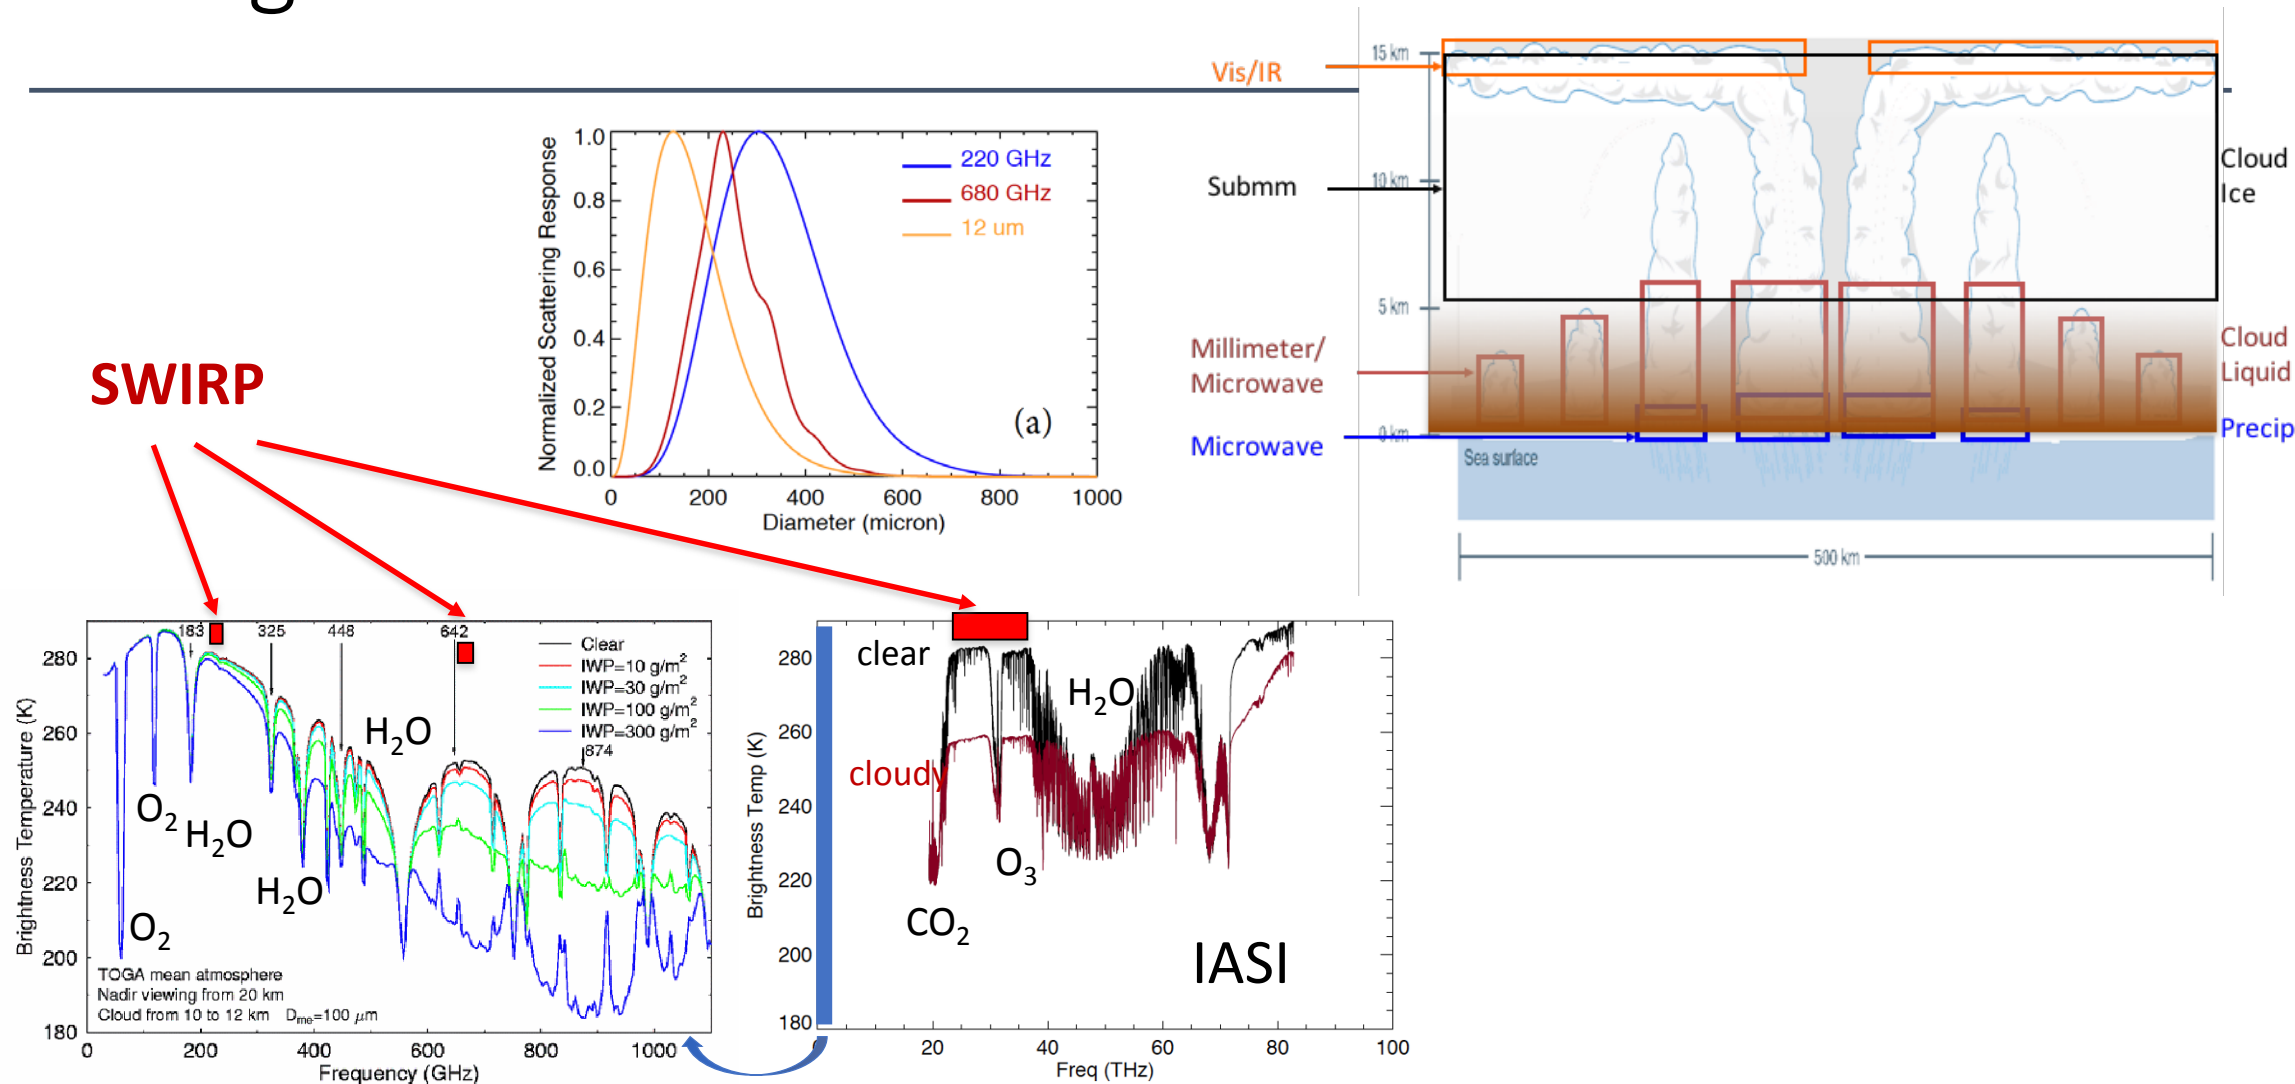 g
Vis/IR
Submm
Millimeter/
Microwave
Microwave
15 km
10 km
5 km
0 km
Sea surface
500 km
Cloud
Ice
Cloud
Liquid
Precip
SWIRP
Normalized Scattering Response
1.0
0.8
0.6
0.4
0.2
0.0
220 GHz
680 GHz
12 um
(a)
0 200 400 600 800 1000
Diameter (micron)
Brightness Temperature (K)
280
260
240
220
200
180
183 325 448 642
Clear
IWP=10 g/m²
IWP=30 g/m²
IWP=100 g/m²
IWP=300 g/m²
874
H₂O
O₂
H₂O
H₂O
O₂
TOGA mean atmosphere
Nadir viewing from 20 km
Cloud from 10 to 12 km Dme=100 μm
0 200 400 600 800 1000
Frequency (GHz)
Brightness Temp (K)
280
260
240
220
200
180
clear
cloudy
H₂O
O₃
CO₂
IASI
20 40 60 80 100
Freq (THz)